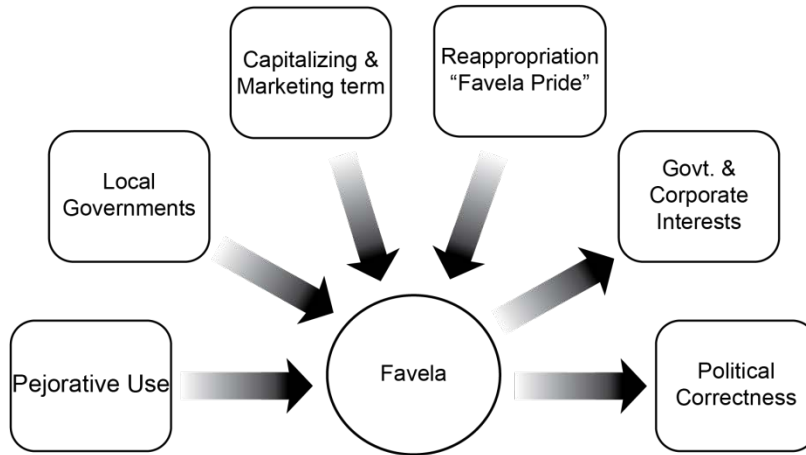 Capitalizing &
Marketing term
Reappropriation
“Favela Pride”
Local
Governments
Govt. &
Corporate
Interests
Pejorative Use
Favela
Political
Correctness